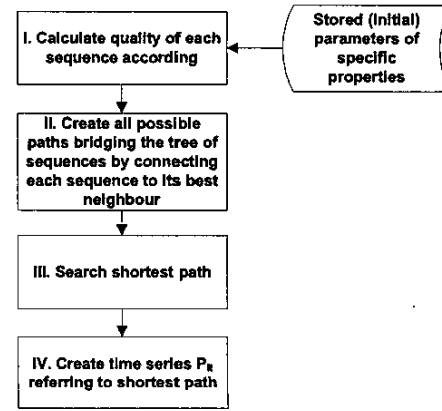 I. Calculate quality of each
sequence according
Stored (Initial)
parameters of
specific
properties
II. Create all possible
paths bridging the tree
of sequences by connecting
each sequence to its best
neighbour
III. Search shortest path
IV. Create time series PR
referring to shortest path